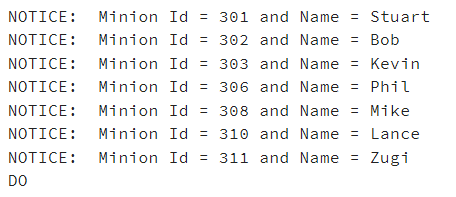 NOTICE:  Minion Id = 301 and Name = Stuart
NOTICE:  Minion Id = 302 and Name = Bob
NOTICE:  Minion Id = 303 and Name = Kevin
NOTICE:  Minion Id = 306 and Name = Phil
NOTICE:  Minion Id = 308 and Name = Mike
NOTICE:  Minion Id = 310 and Name = Lance
NOTICE:  Minion Id = 311 and Name = Zugi
DO